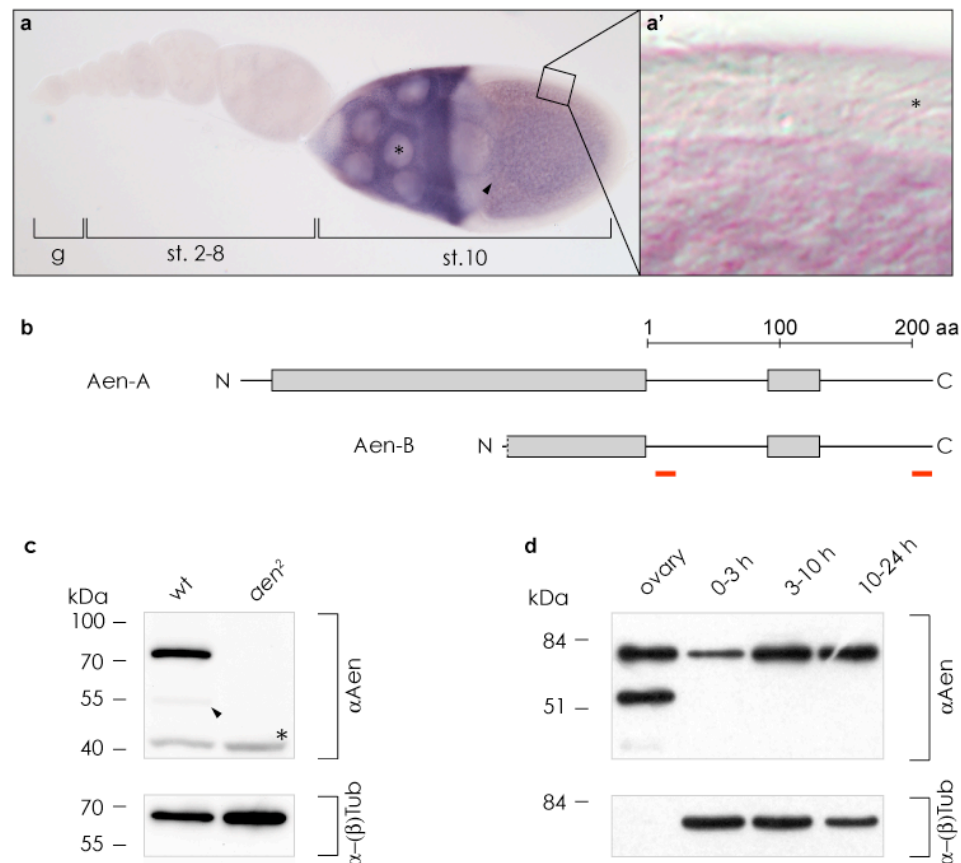 a
a'
*
*
g
st. 2-8
st.10
b
1 100 200 aa
Aen-A N C
Aen-B N C
c
wt aen²
kDa
100
70
55
40
*
αAen
70
55
α-(β)Tub
d
ovary 0-3 h 3-10 h 10-24 h
kDa
84
51
αAen
84
α-(β)Tub